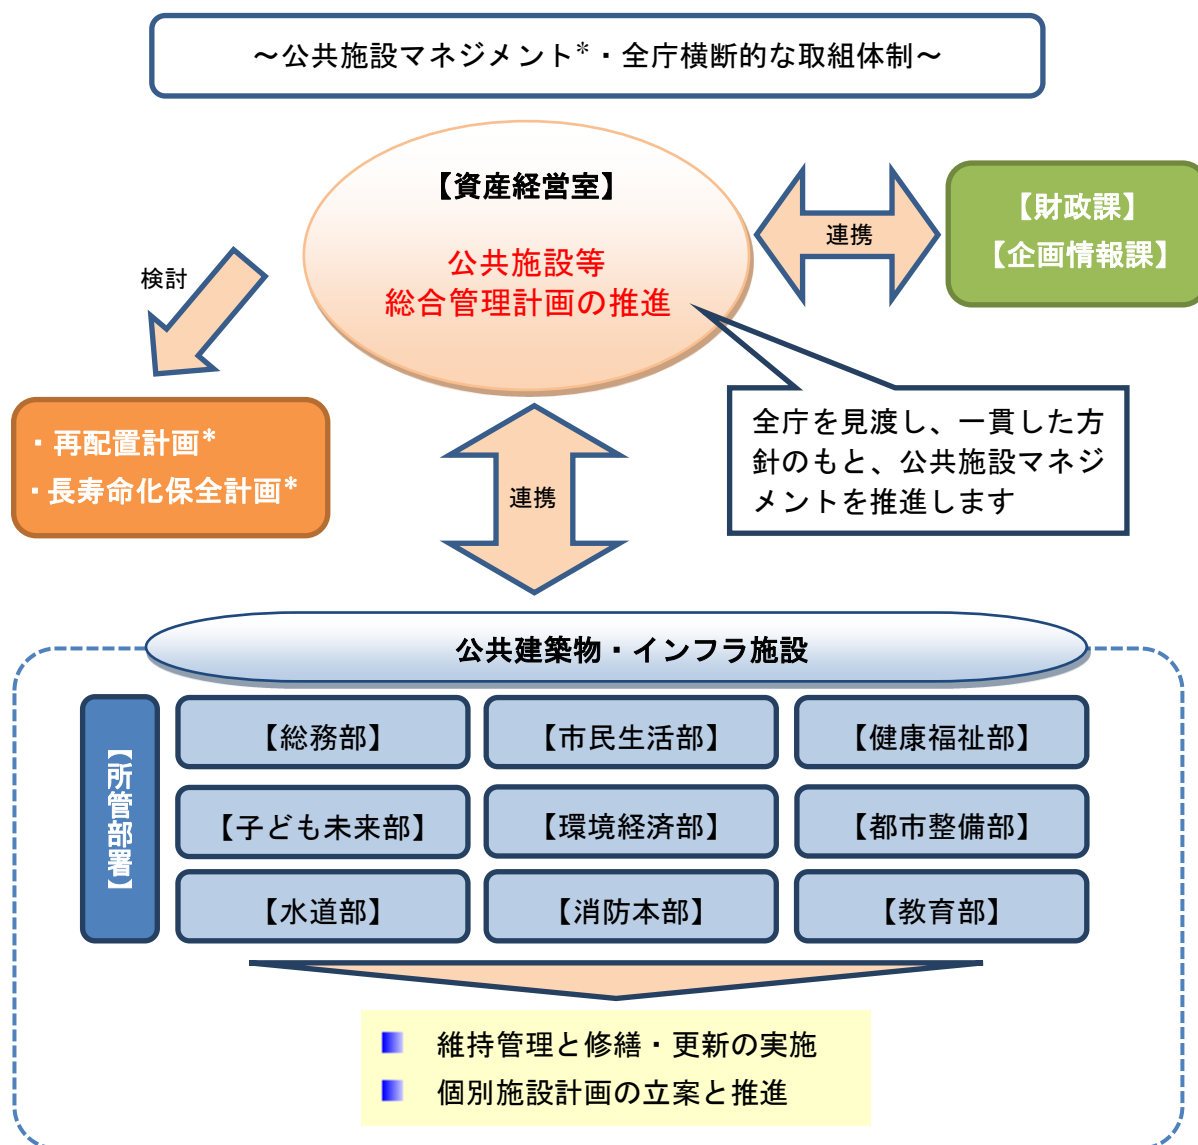 ～公共施設マネジメント*・全庁横断的な取組体制～
【資産経営室】
公共施設等
総合管理計画の推進
連携
【財政課】
【企画情報課】
検討
・再配置計画*
・長寿命化保全計画*
全庁を見渡し、一貫した方
針のもと、公共施設マネジ
メントを推進します
連携
公共建築物・インフラ施設
【所管部署】
【総務部】
【市民生活部】
【健康福祉部】
【子ども未来部】
【環境経済部】
【都市整備部】
【水道部】
【消防本部】
【教育部】
維持管理と修繕・更新の実施
個別施設計画の立案と推進